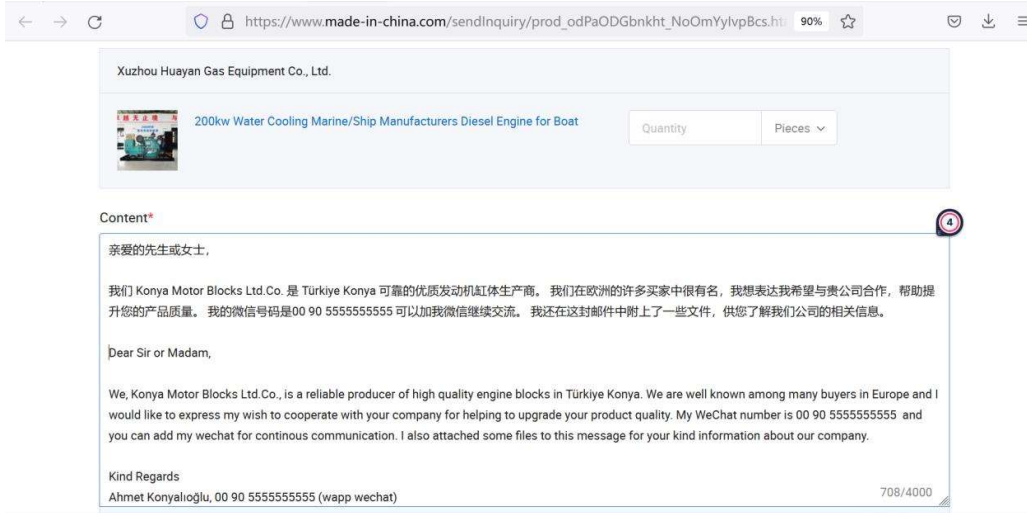 https://www.made-in-china.com/sendInquiry/prod_odPaODGbnkht_NoOmYyIvpBcs.ht
90%
Xuzhou Huayan Gas Equipment Co., Ltd.
200kw Water Cooling Marine/Ship Manufacturers Diesel Engine for Boat
Quantity
Pieces
Content*
4
亲爱的先生或女士,
我们 Konya Motor Blocks Ltd.Co. 是 Türkiye Konya 可靠的优质发动机缸体生产商。 我们在欧洲的许多买家中很有名，我想表达我希望与贵公司合作，帮助提
升您的产品质量。 我的微信号码是00 90 5555555555 可以加我微信继续交流。 我还在这封邮件中附上了一些文件，供您了解我们公司的相关信息。
Dear Sir or Madam,
We, Konya Motor Blocks Ltd.Co., is a reliable producer of high quality engine blocks in Türkiye Konya. We are well known among many buyers in Europe and I
would like to express my wish to cooperate with your company for helping to upgrade your product quality. My WeChat number is 00 90 5555555555 and
you can add my wechat for continous communication. I also attached some files to this message for your kind information about our company.
Kind Regards
Ahmet Konyalıoğlu, 00 90 5555555555 (wapp wechat)
708/4000